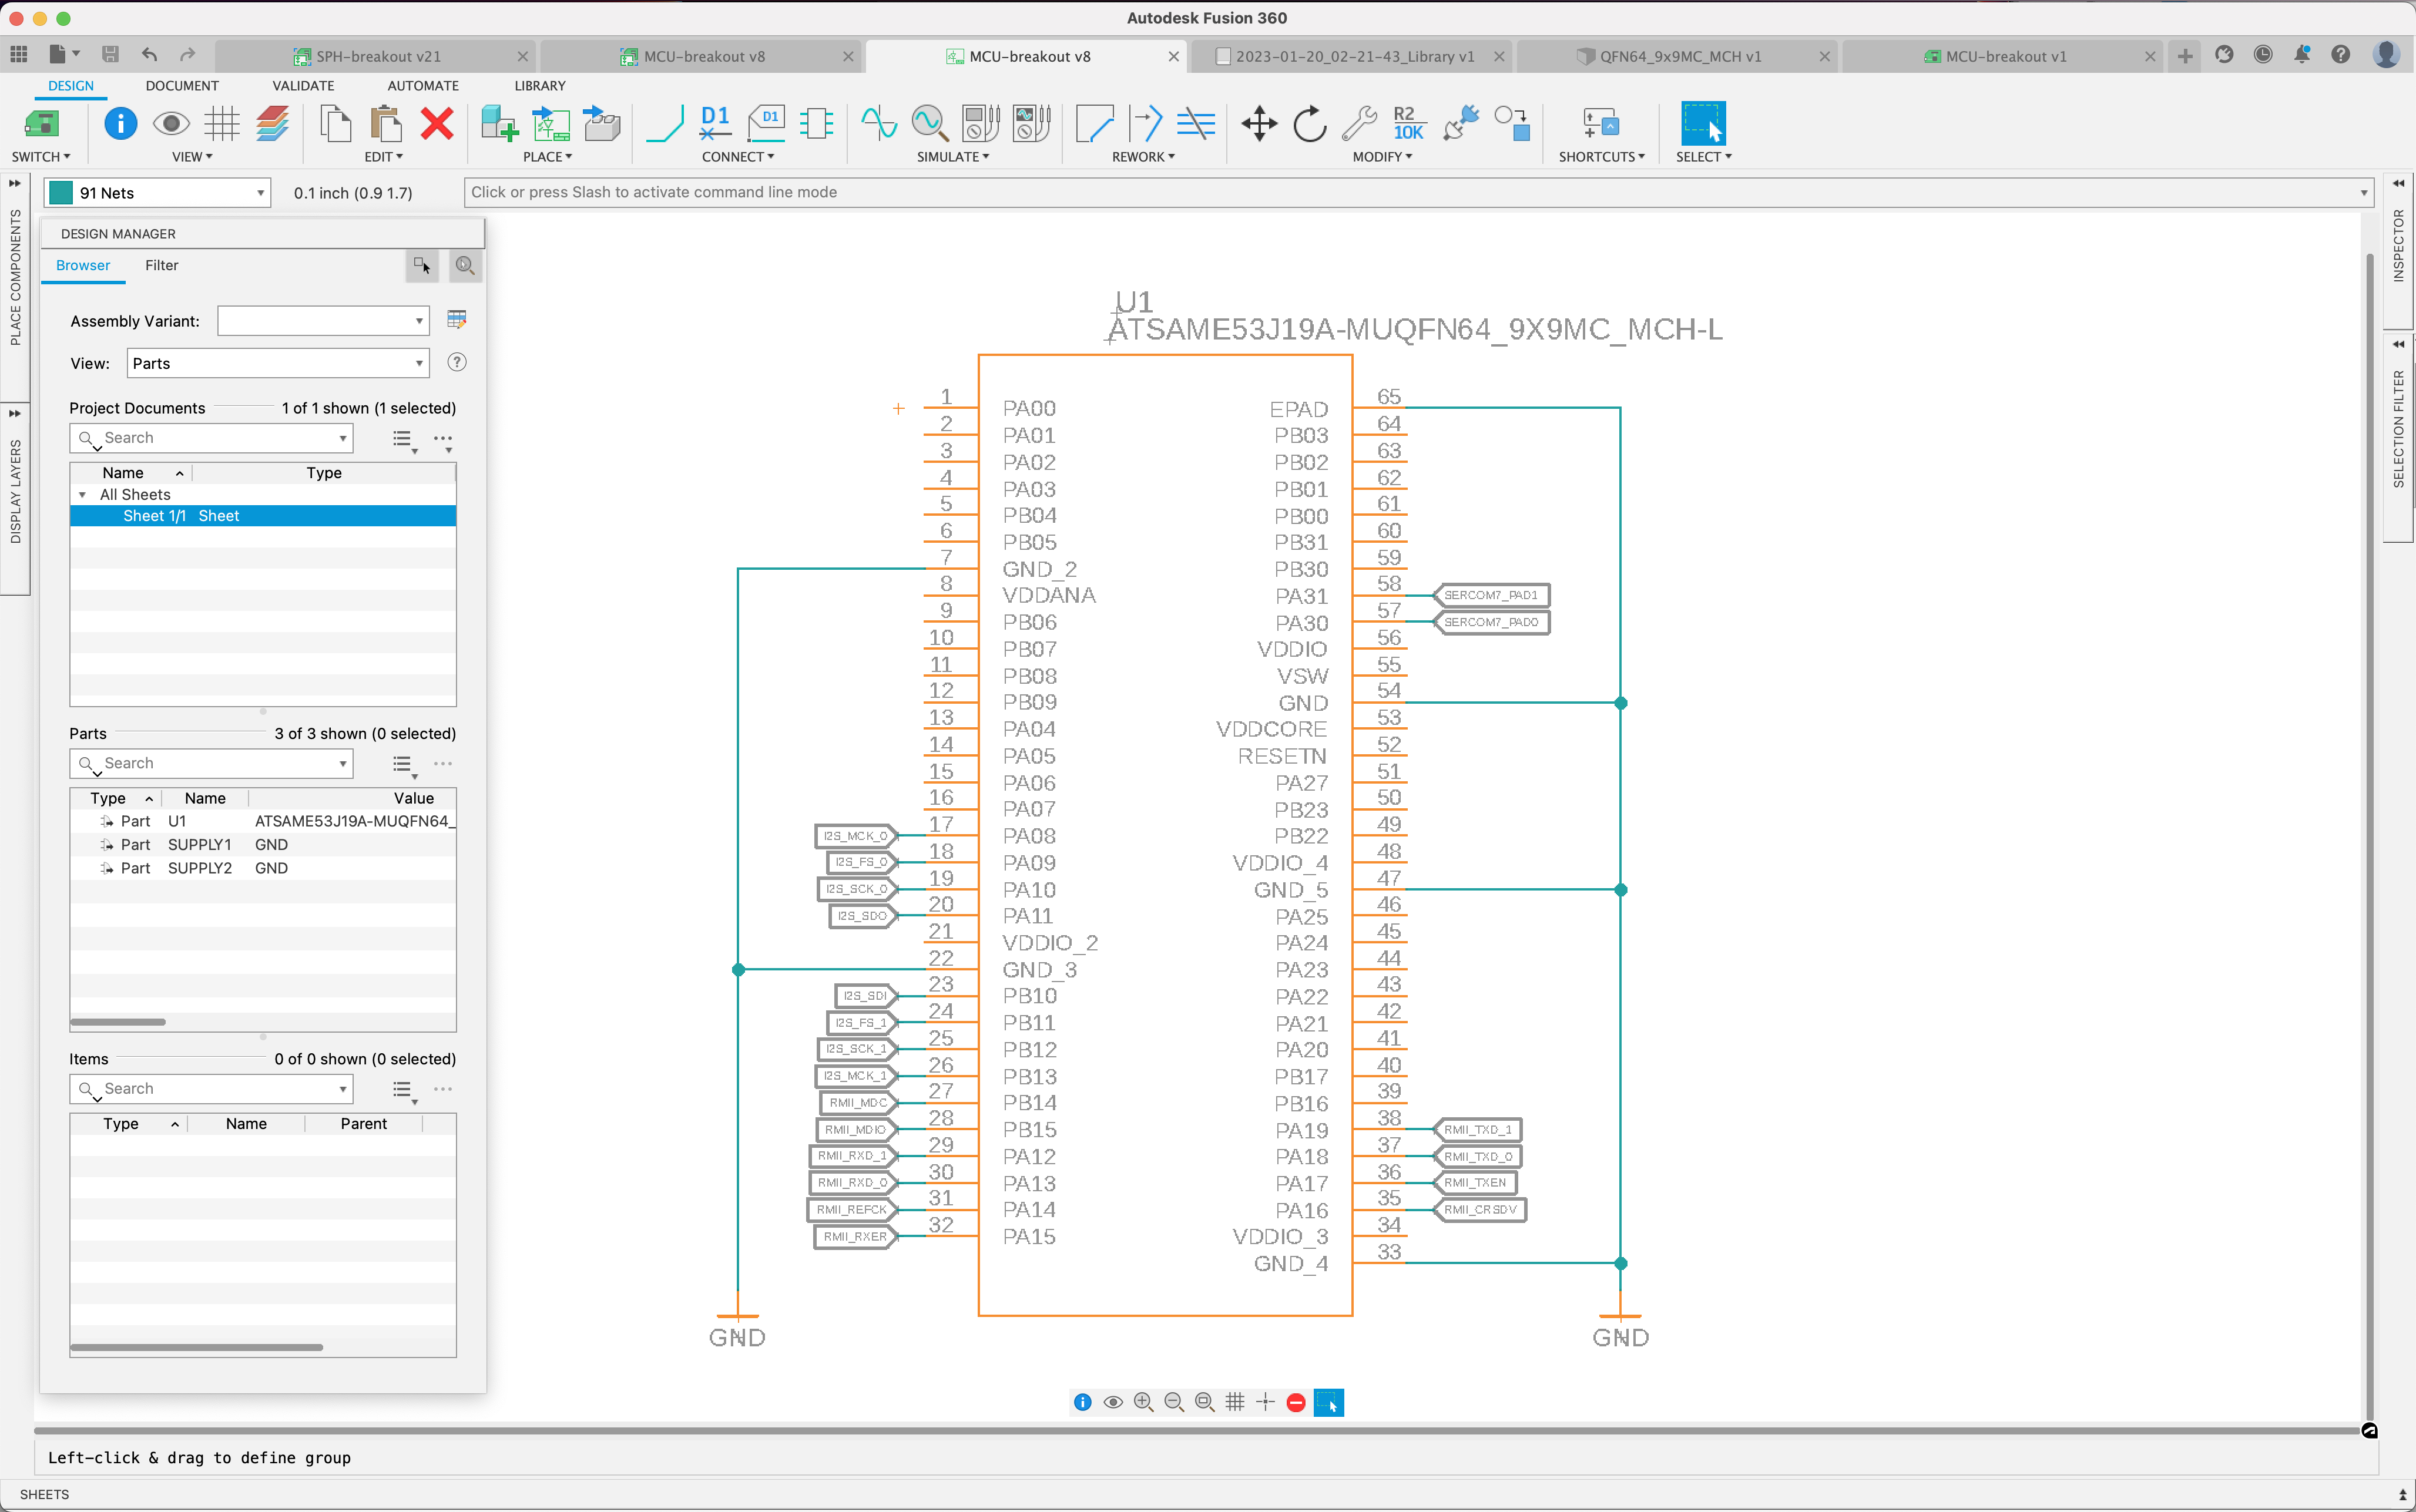 Autodesk Fusion 360
SPH-breakout v21
MCU-breakout v8
MCU-breakout v8
2023-01-20_02-21-43_Library v1
QFN64_9x9MC_MCH v1
MCU-breakout v1
DESIGN
DOCUMENT
VALIDATE
AUTOMATE
LIBRARY
D1
D1
R2
10K
SWITCH
VIEW
EDIT
PLACE
CONNECT
SIMULATE
REWORK
MODIFY
SHORTCUTS
SELECT
91 Nets
0.1 inch (0.9 1.7)
Click or press Slash to activate command line mode
PLACE COMPONENTS
DISPLAY LAYERS
INSPECTOR
SELECTION FILTER
DESIGN MANAGER
Browser
Filter
Assembly Variant:
View:
Parts
Project Documents
1 of 1 shown (1 selected)
Search
Name
Type
All Sheets
Sheet 1/1
Sheet
Parts
3 of 3 shown (0 selected)
Search
Type
Name
Value
Part U1 ATSAME53J19A-MUQFN64_
Part SUPPLY1 GND
Part SUPPLY2 GND
Items
0 of 0 shown (0 selected)
Search
Type
Name
Parent
U1
ATSAME53J19A-MUQFN64_9X9MC_MCH-L
1 PA00
2 PA01
3 PA02
4 PA03
5 PB04
6 PB05
7 GND_2
8 VDDANA
9 PB06
10 PB07
11 PB08
12 PB09
13 PA04
14 PA05
15 PA06
16 PA07
I2S_MCK_0 17 PA08
I2S_FS_0 18 PA09
I2S_SCK_0 19 PA10
I2S_SDO 20 PA11
21 VDDIO_2
22 GND_3
I2S_SDI 23 PB10
I2S_FS_1 24 PB11
I2S_SCK_1 25 PB12
I2S_MCK_1 26 PB13
RMII_MDC 27 PB14
RMII_MDIO 28 PB15
RMII_RXD_1 29 PA12
RMII_RXD_0 30 PA13
RMII_REFCK 31 PA14
RMII_RXER 32 PA15
EPAD 65
PB03 64
PB02 63
PB01 62
PB00 61
PB31 60
PB30 59
PA31 58 SERCOM7_PAD1
PA30 57 SERCOM7_PAD0
VDDIO 56
VSW 55
GND 54
VDDCORE 53
RESETN 52
PA27 51
PB23 50
PB22 49
VDDIO_4 48
GND_5 47
PA25 46
PA24 45
PA23 44
PA22 43
PA21 42
PA20 41
PB17 40
PB16 39
PA19 38 RMII_TXD_1
PA18 37 RMII_TXD_0
PA17 36 RMII_TXEN
PA16 35 RMII_CRSDV
VDDIO_3 34
GND_4 33
GND
GND
Left-click & drag to define group
SHEETS